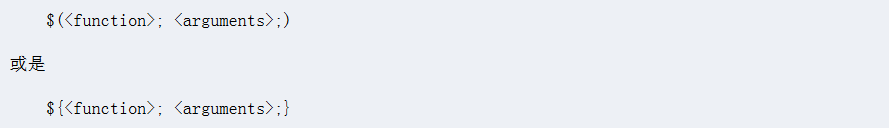 $(<function>; <arguments>;)
或是
${<function>; <arguments>;}